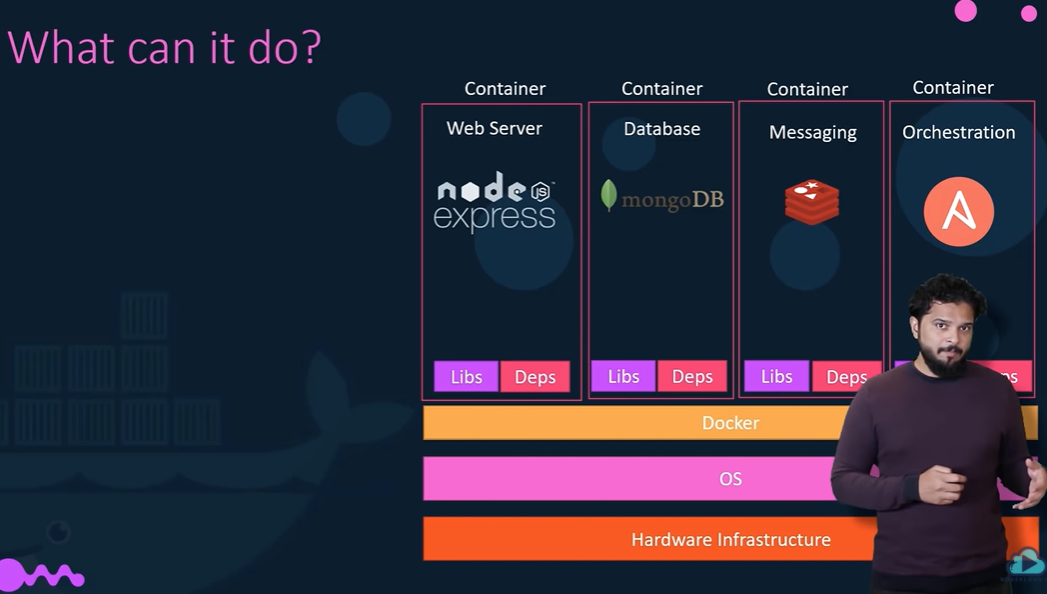 What can it do?
Container
Container
Container
Container
Web Server
Database
Messaging
Orchestration
node JS
express
mongoDB
Libs
Deps
Libs
Deps
Libs
Deps
Docker
OS
Hardware Infrastructure